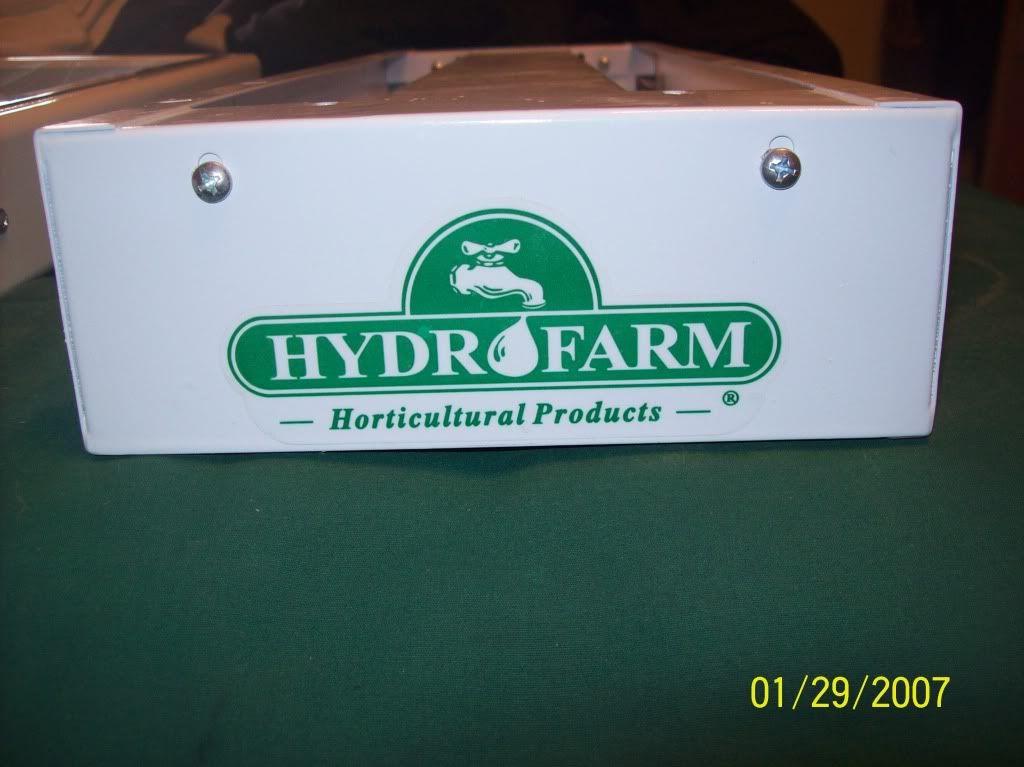 HYDROFARM
— Horticultural Products — ®
01/29/2007